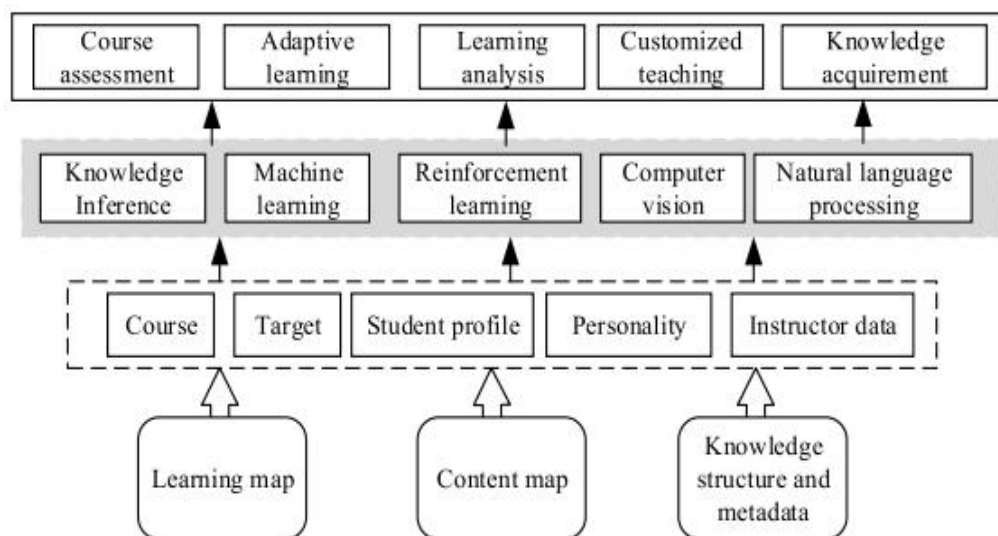 Course
assessment
Adaptive
learning
Learning
analysis
Customized
teaching
Knowledge
acquirement
Knowledge
Inference
Machine
learning
Reinforcement
learning
Computer
vision
Natural language
processing
Course
Target
Student profile
Personality
Instructor data
Learning map
Content map
Knowledge
structure and
metadata